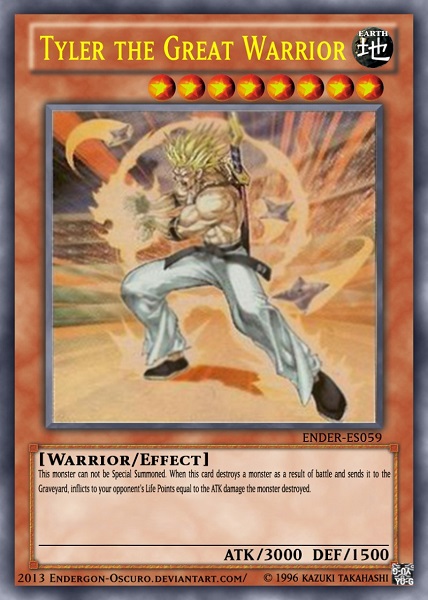 TYLER THE GREAT WARRIOR
EARTH
地
ENDER-ES059
[WARRIOR/EFFECT]
This monster can not be Special Summoned. When this card destroys a monster as a result of battle and sends it to the
Graveyard, inflicts to your opponent's Life Points equal to the ATK damage the monster destroyed.
ATK/3000 DEF/1500
2013 ENDERGON-OSCURO.DEVIANTART.COM/ © 1996 KAZUKI TAKAHASHI